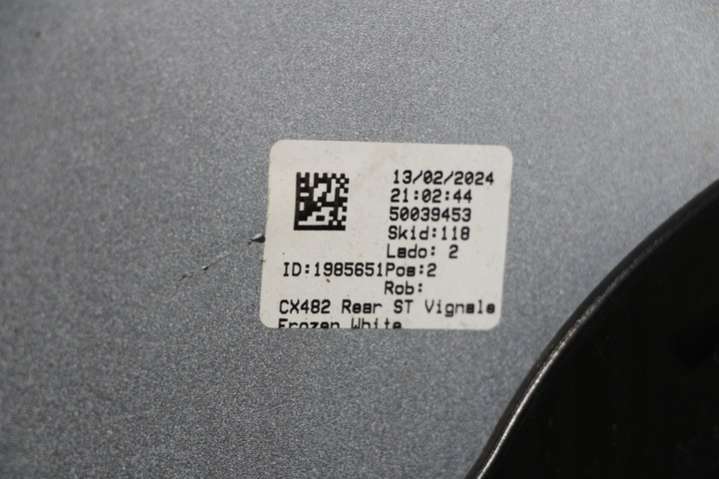 13/02/2024
21:02:44
50039453
Skid:118
Lado: 2
ID:1985651Pos:2
Rob:
CX482 Rear ST Vignale
Frozen White